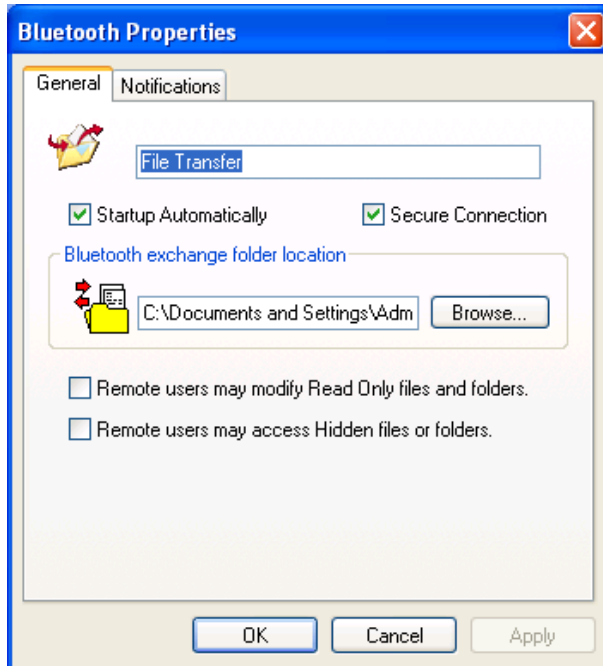 Bluetooth Properties
General Notifications
File Transfer
Startup Automatically Secure Connection
Bluetooth exchange folder location
C:\Documents and Settings\Adm Browse...
Remote users may modify Read Only files and folders.
Remote users may access Hidden files or folders.
OK Cancel Apply